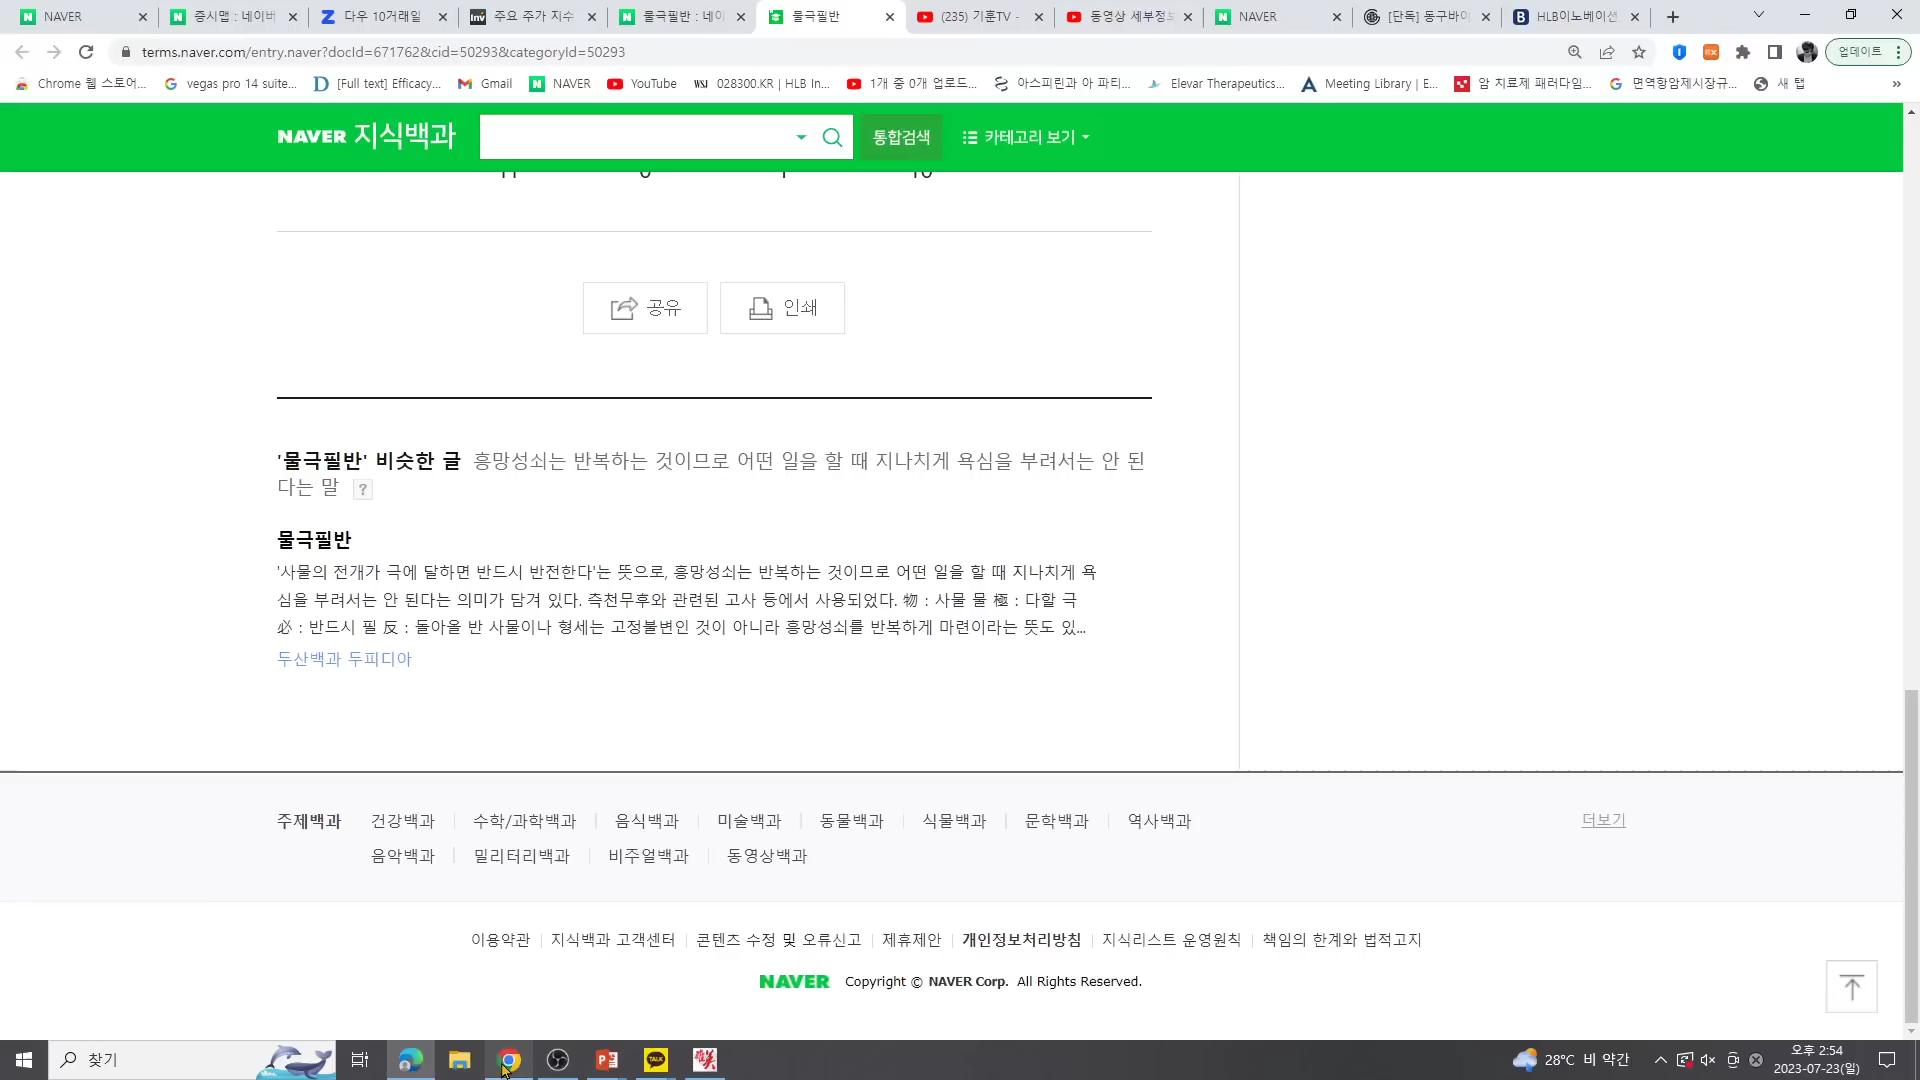 NAVER
증시맵 : 네이버
다우 10거래일
주요 주가 지수
물극필반 : 네이
물극필반
(235) 기훈TV -
동영상 세부정보
NAVER
[단독] 동구바이
HLB이노베이션
terms.naver.com/entry.naver?docId=671762&cid=50293&categoryId=50293
업데이트
Chrome 웹 스토어...
vegas pro 14 suite...
[Full text] Efficacy...
Gmail
NAVER
YouTube
028300.KR | HLB In...
1개 중 0개 업로드...
아스피린과 아 파티...
Elevar Therapeutics...
Meeting Library | E...
암 치료제 패러다임...
면역항암제시장규...
새 탭
NAVER 지식백과
통합검색
카테고리 보기
공유
인쇄
'물극필반' 비슷한 글 흥망성쇠는 반복하는 것이므로 어떤 일을 할 때 지나치게 욕심을 부려서는 안 된
다는 말 ?
물극필반
'사물의 전개가 극에 달하면 반드시 반전한다'는 뜻으로, 흥망성쇠는 반복하는 것이므로 어떤 일을 할 때 지나치게 욕
심을 부려서는 안 된다는 의미가 담겨 있다. 측천무후와 관련된 고사 등에서 사용되었다. 物 : 사물 물 極 : 다할 극
必 : 반드시 필 反 : 돌아올 반 사물이나 형세는 고정불변인 것이 아니라 흥망성쇠를 반복하게 마련이라는 뜻도 있...
두산백과 두피디아
주제백과 건강백과 수학/과학백과 음식백과 미술백과 동물백과 식물백과 문학백과 역사백과 더보기
음악백과 밀리터리백과 비주얼백과 동영상백과
이용약관 지식백과 고객센터 콘텐츠 수정 및 오류신고 제휴제안 개인정보처리방침 지식리스트 운영원칙 책임의 한계와 법적고지
NAVER Copyright © NAVER Corp. All Rights Reserved.
찾기
28°C 비 약간
오후 2:54
2023-07-23(일)